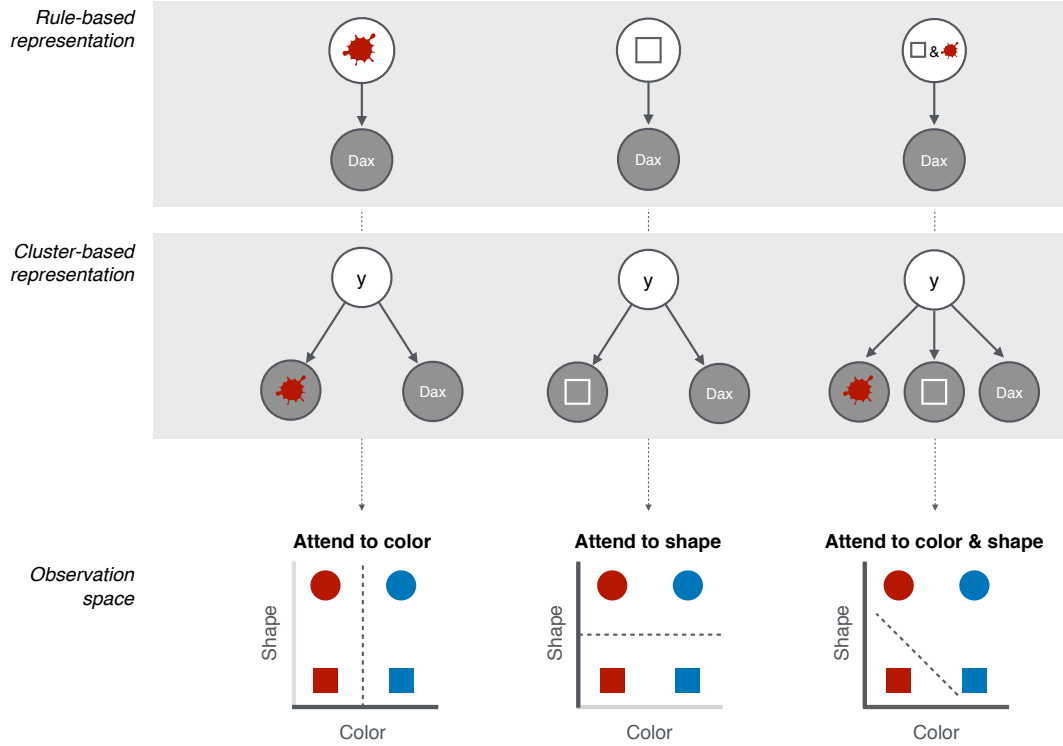 Rule-based
representation
&
Dax
Dax
Dax
Cluster-based
representation
y
y
y
Dax
Dax
Dax
Observation
space
Attend to color
Attend to shape
Attend to color & shape
Shape
Shape
Shape
Color
Color
Color